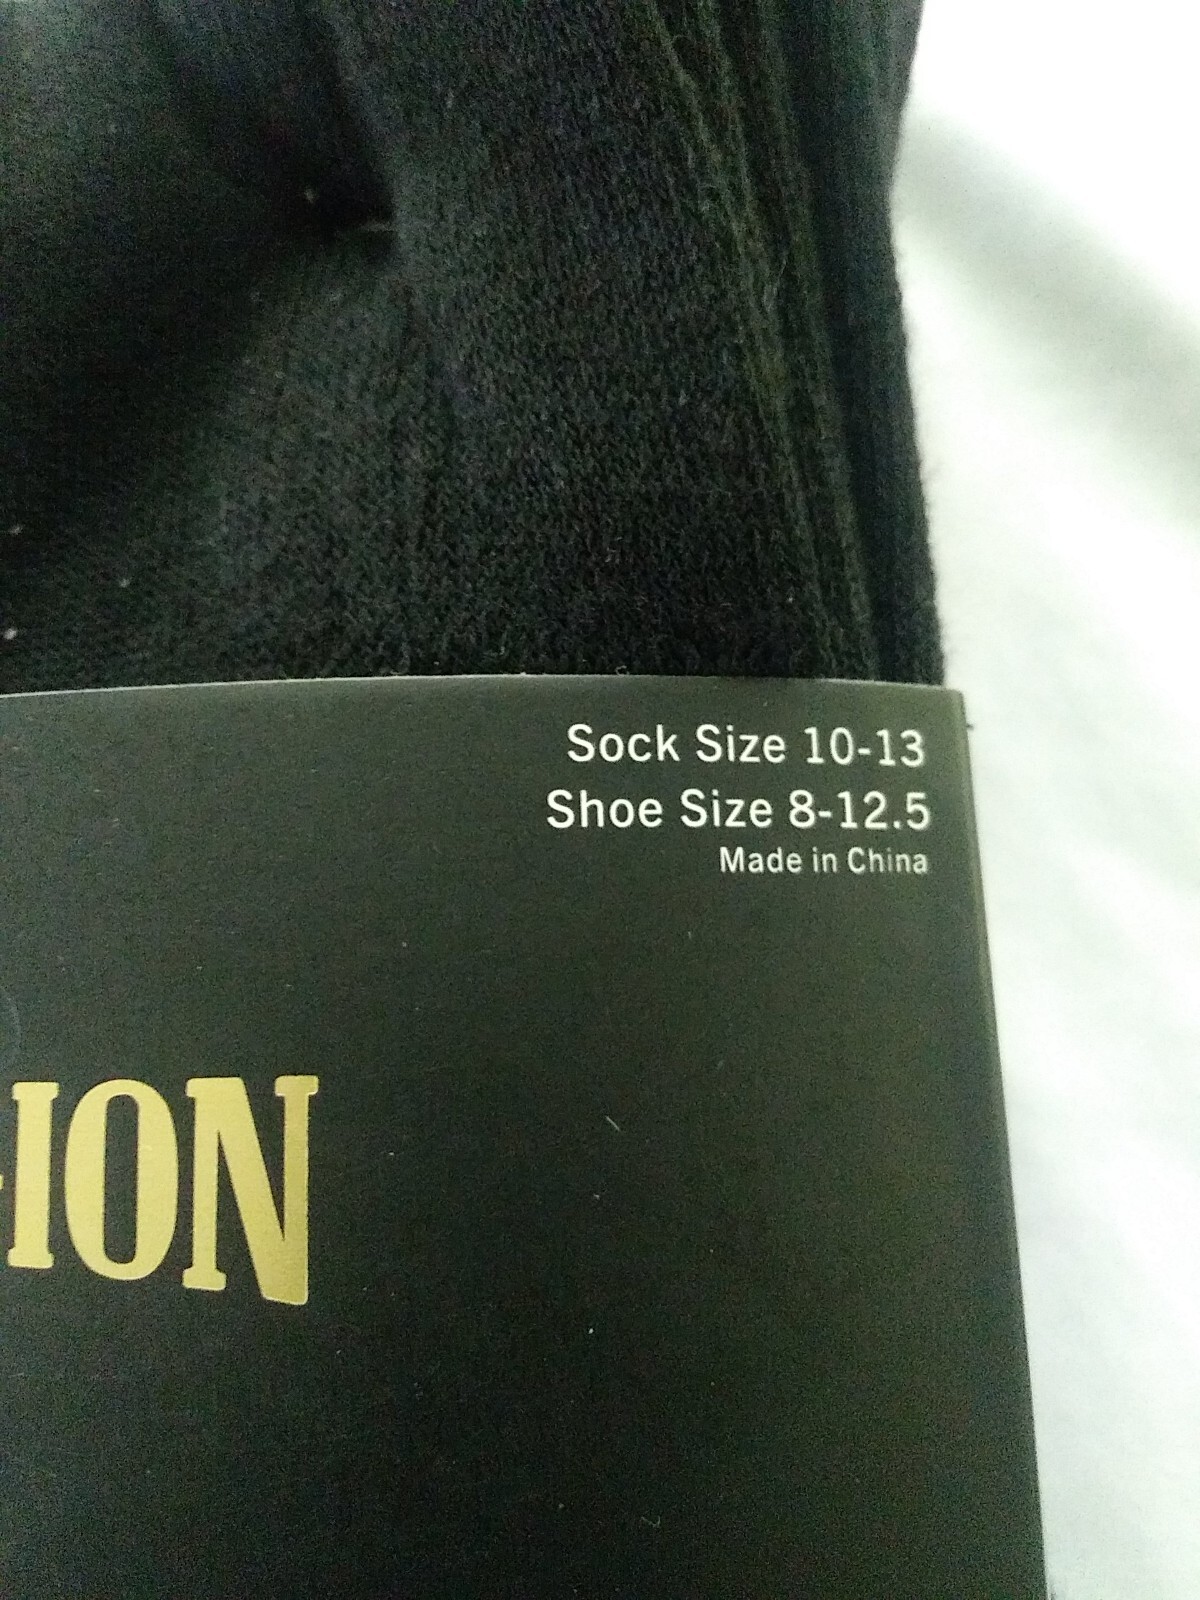 Sock Size 10-13
Shoe Size 8-12.5
Made in China
ION